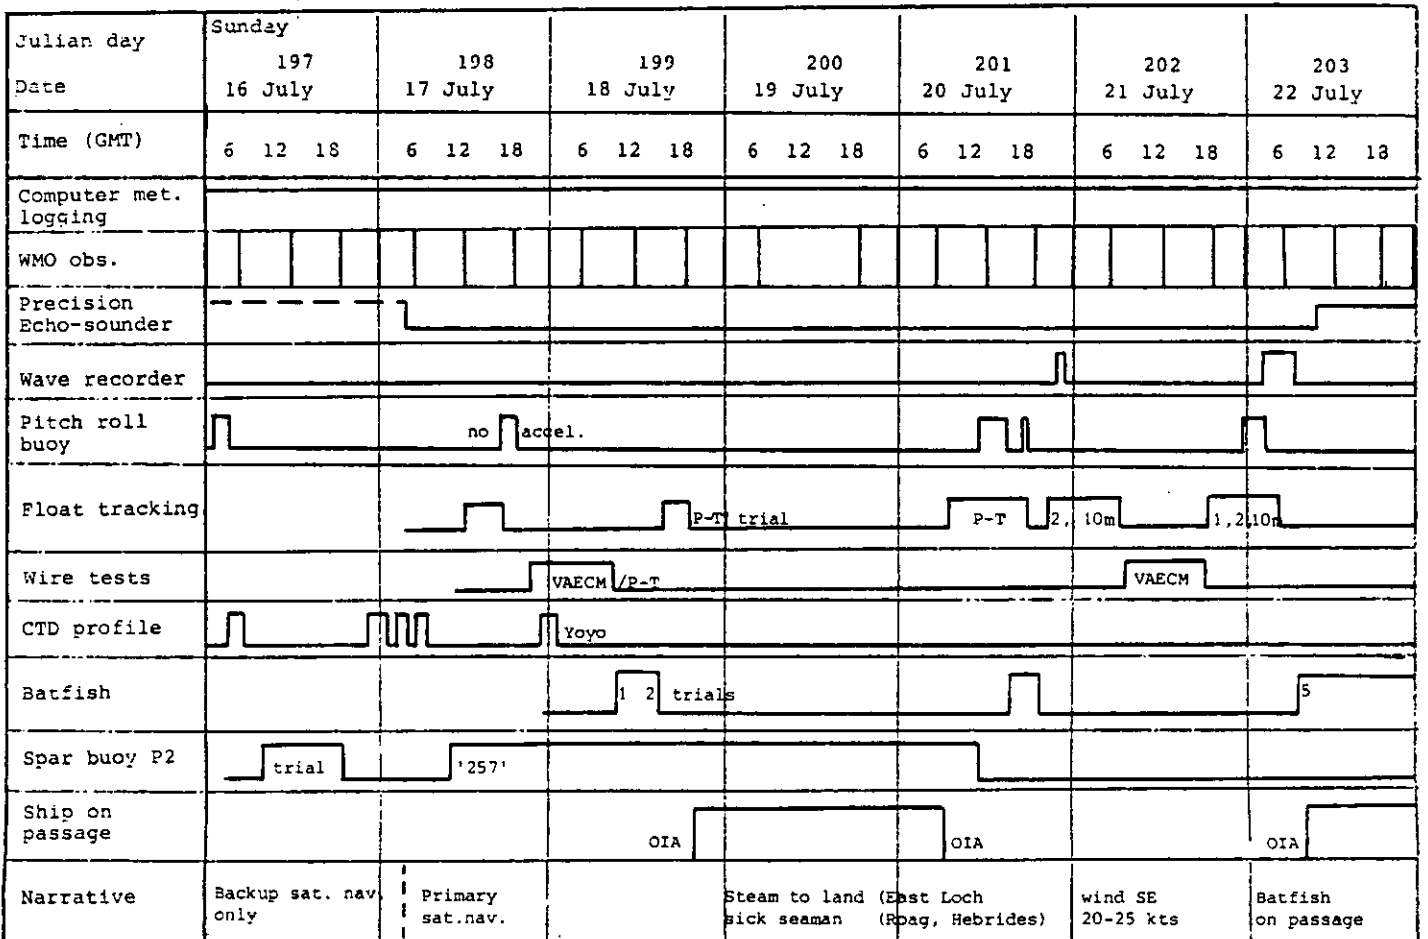 Sunday
Julian day
197 198 199 200 201 202 203
Date 16 July 17 July 18 July 19 July 20 July 21 July 22 July
Time (GMT) 6 12 18 6 12 18 6 12 18 6 12 18 6 12 18 6 12 18 6 12 18
Computer met.
logging
WMO obs.
Precision
Echo-sounder
Wave recorder
Pitch roll
buoy
no accel.
Float tracking P-T trial P-T 2, 10m 1,2,10m
Wire tests VAECM /P-T VAECM
CTD profile Yoyo
Batfish 1 2 trials 5
Spar buoy P2 trial '257'
Ship on
passage OIA OIA OIA
Narrative
Backup sat. nav
only
Primary
sat.nav.
Steam to land (East Loch
sick seaman (Roag, Hebrides)
wind SE
20-25 kts
Batfish
on passage